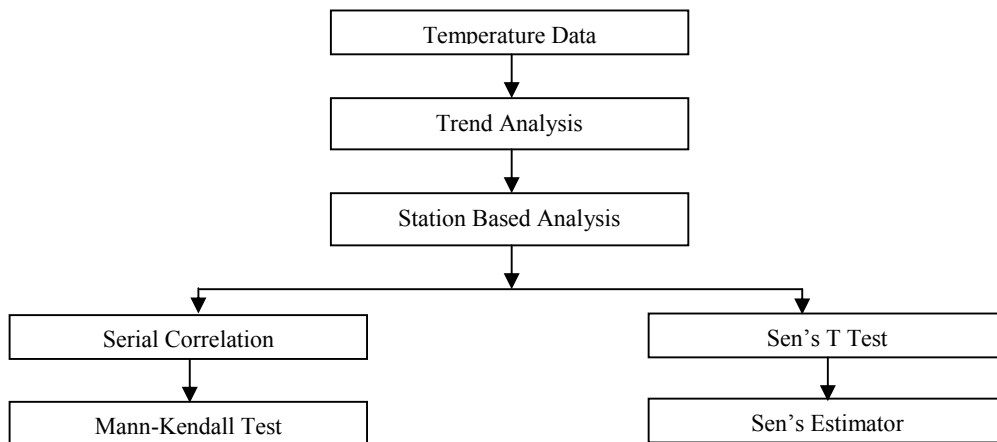 Temperature Data
Trend Analysis
Station Based Analysis
Serial Correlation
Sen’s T Test
Mann-Kendall Test
Sen’s Estimator